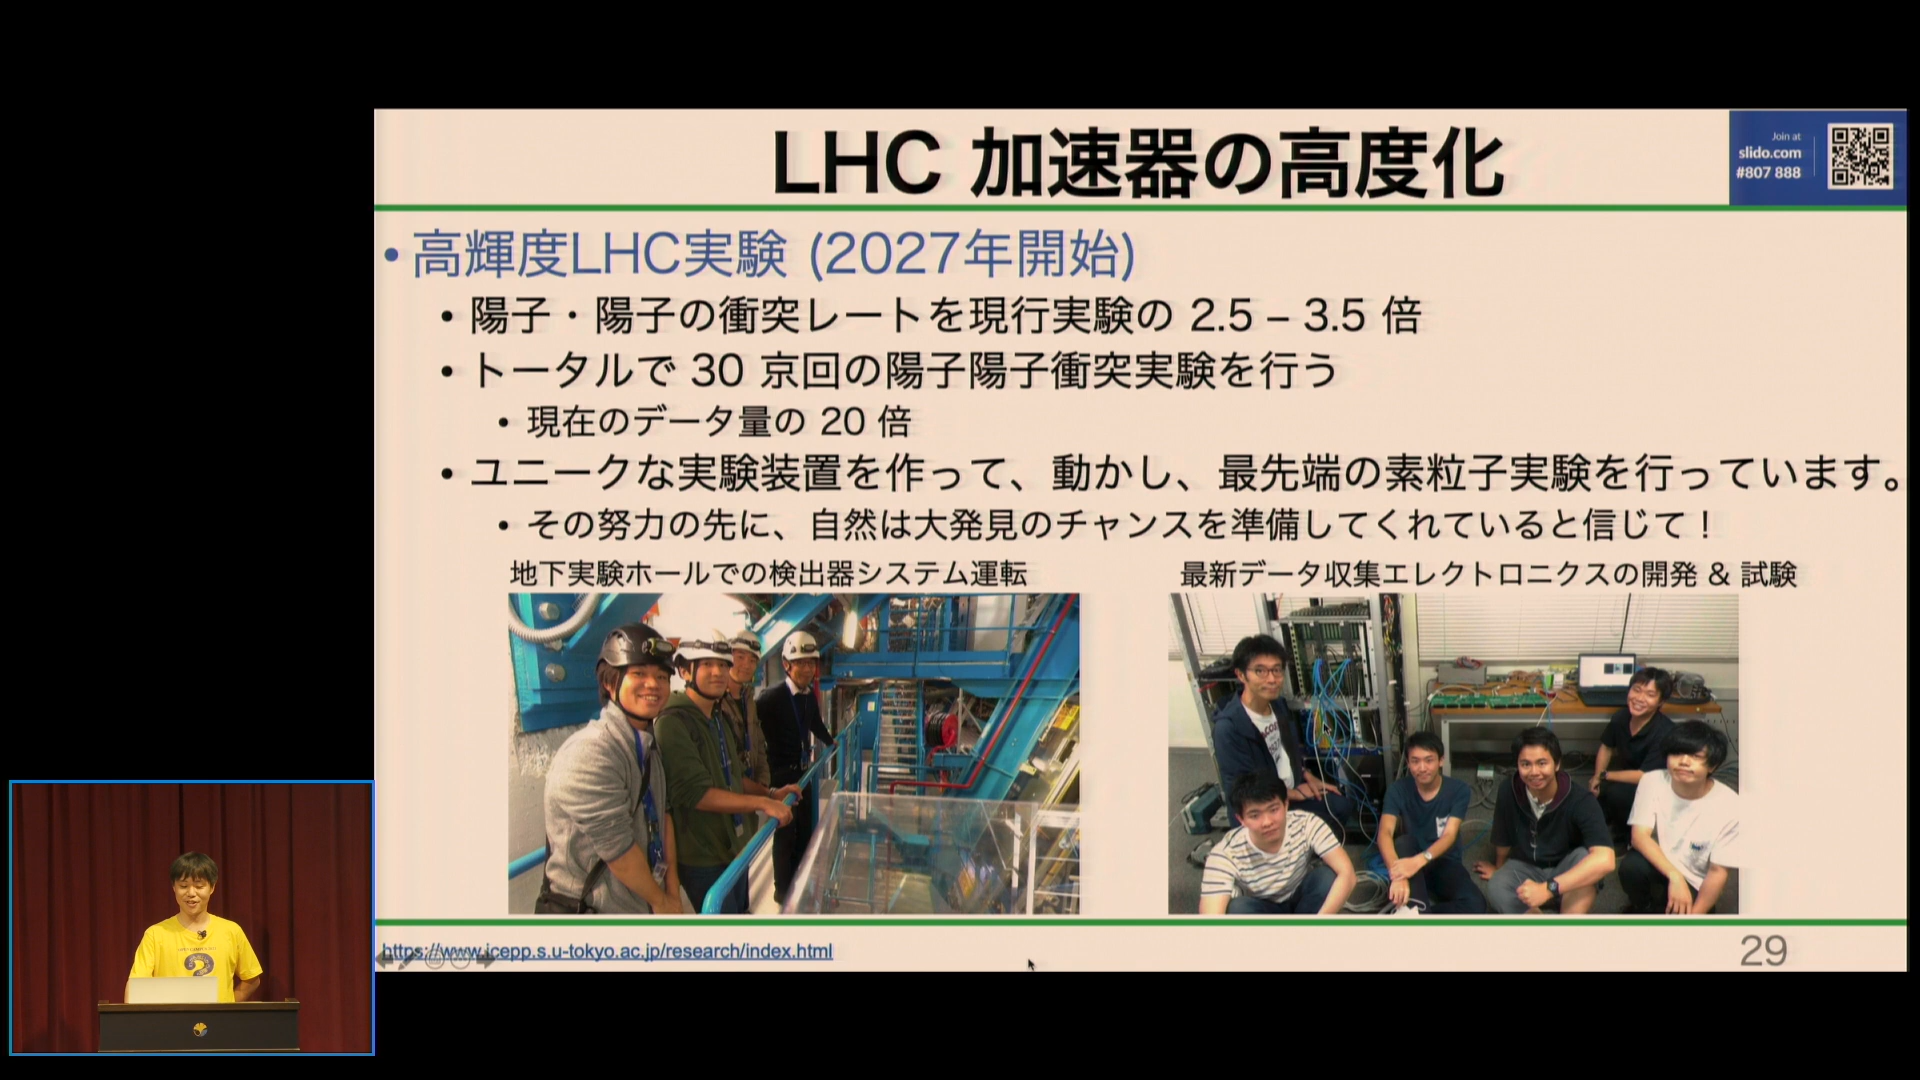 LHC 加速器の高度化
Join at
slido.com
#807 888
• 高輝度LHC実験 (2027年開始)
• 陽子・陽子の衝突レートを現行実験の 2.5 – 3.5 倍
• トータルで 30 京回の陽子陽子衝突実験を行う
• 現在のデータ量の 20 倍
• ユニークな実験装置を作って、動かし、最先端の素粒子実験を行っています。
• その努力の先に、自然は大発見のチャンスを準備してくれていると信じて！
地下実験ホールでの検出器システム運転
最新データ収集エレクトロニクスの開発 & 試験
https://www.icepp.s.u-tokyo.ac.jp/research/index.html
29